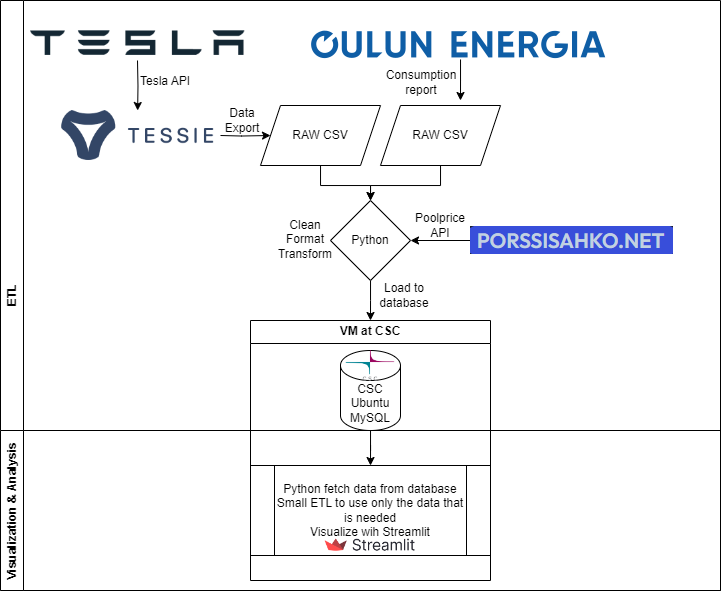 TESLA
OULUN ENERGIA
Tesla API
Consumption
report
TESSIE
Data
Export
RAW CSV
RAW CSV
Clean
Format
Transform
Python
Poolprice
API
PORSSISAHKO.NET
Load to
database
ETL
VM at CSC
CSC
CSC
Ubuntu
MySQL
Visualization & Analysis
Python fetch data from database
Small ETL to use only the data that
is needed
Visualize wih Streamlit
Streamlit